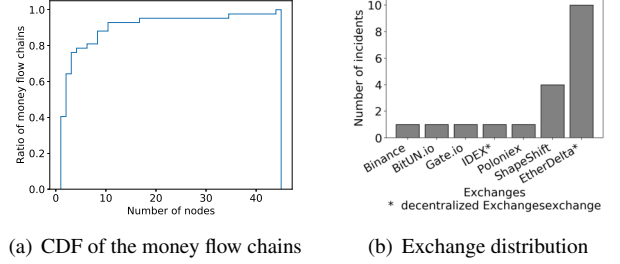 1.0
0.8
0.6
0.4
0.2
0.0
Ratio of money flow chains
0
10
20
30
40
Number of nodes
(a) CDF of the money flow chains
10
8
6
4
2
0
Number of incidents
Binance
BitUN.io
Gate.io
IDEX*
Poloniex
ShapeShift
EtherDelta*
Exchanges
* decentralized Exchangesexchange
(b) Exchange distribution